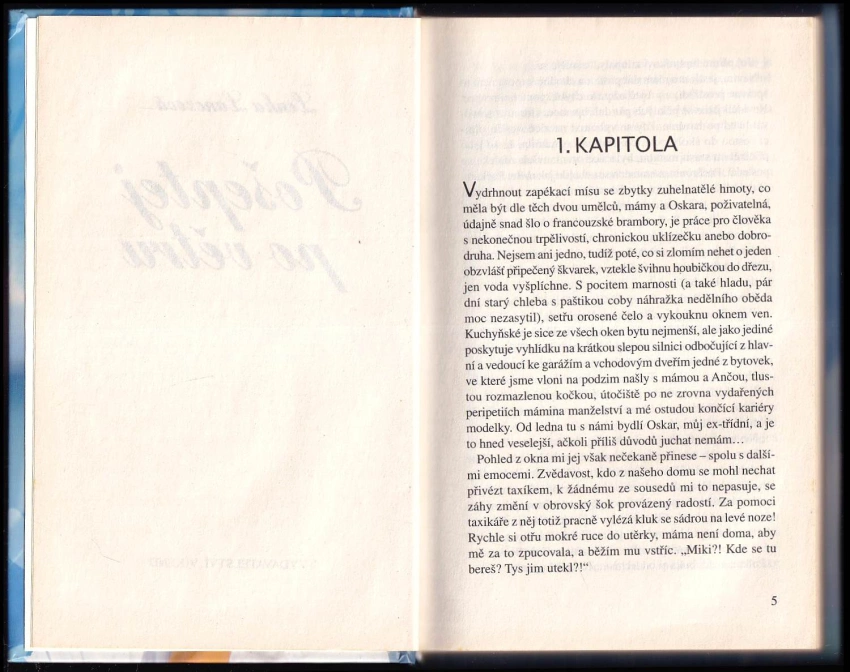 Lenka Lanczová
Pošeptej
po větru
1. KAPITOLA
Vydrhnout zapékací mísu se zbytky zuhelnatělé hmoty, co
měla být dle těch dvou umělců, mámy a Oskara, poživatelná,
údajně snad šlo o francouzské brambory, je práce pro člověka
s nekonečnou trpělivostí, chronickou uklízečku anebo dobro-
druha. Nejsem ani jedno, tudíž poté, co si zlomím nehet o jeden
obzvlášť připečený škvarek, vztekle švihnu houbičkou do dřezu,
jen voda vyšplíchne. S pocitem marnosti (a také hladu, pár
dní starý chleba s paštikou coby náhražka nedělního oběda
moc nezasytil), setřu orosené čelo a vykouknu oknem ven.
Kuchyňské je sice ze všech oken bytu nejmenší, ale jako jediné
poskytuje vyhlídku na krátkou slepou silnici odbočující z hlav-
ní a vedoucí ke garážím a vchodovým dveřím jedné z bytovek,
ve které jsme vloni na podzim našly s mámou a Ančou, tlus-
tou rozmazlenou kočkou, útočiště po ne zrovna vydařených
peripetiích mámina manželství a mé ostudou končící kariéry
modelky. Od ledna tu s námi bydlí Oskar, můj ex-třídní, a je
to hned veselejší, ačkoli příliš důvodů juchat nemám…
Pohled z okna mi jej však nečekaně přinese – spolu s další-
mi emocemi. Zvědavost, kdo z našeho domu se mohl nechat
přivézt taxíkem, k žádnému ze sousedů mi to nepasuje, se
záhy změní v obrovský šok provázený radostí. Za pomoci
taxikáře z něj totiž pracně vylézá kluk se sádrou na levé noze!
Rychle si otřu mokré ruce do utěrky, máma není doma, aby
mě za to zpucovala, a běžím mu vstříc. „Miki?! Kde se tu
bereš? Tys jim utekl?!“
5